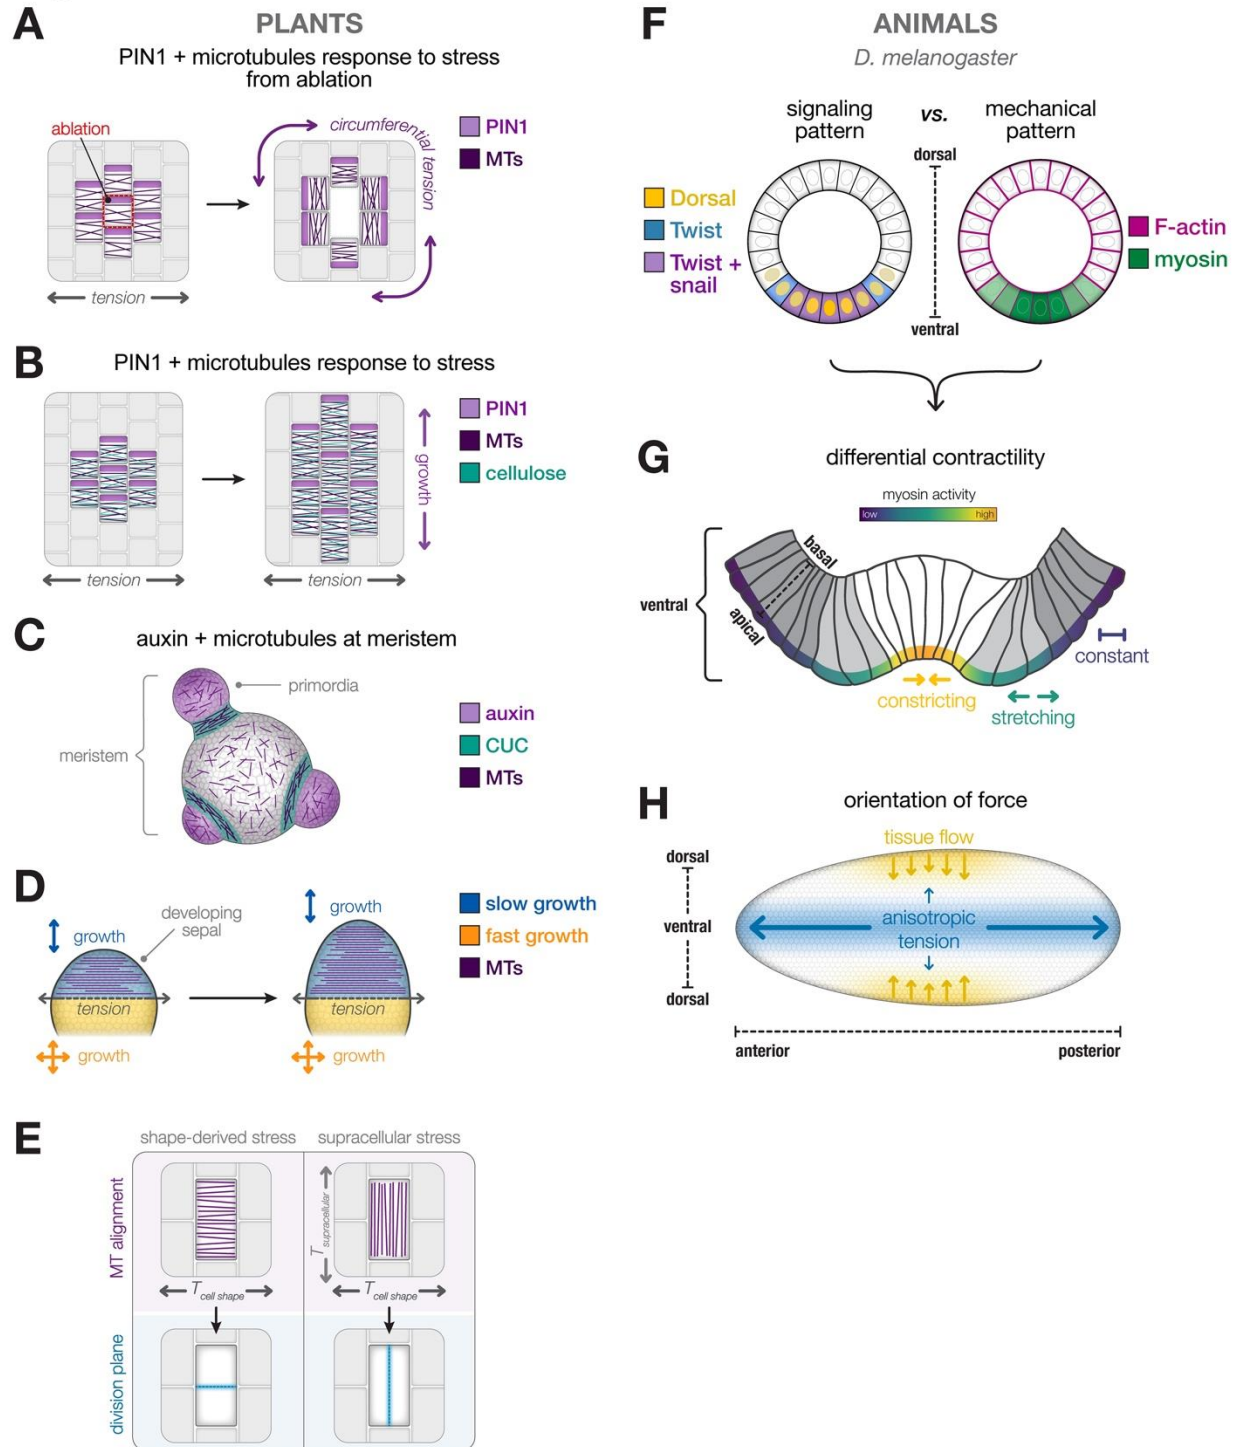 A
PLANTS
PIN1 + microtubules response to stress
from ablation
ablation
circumferential tension
PIN1
MTs
tension
B
PIN1 + microtubules response to stress
PIN1
MTs
cellulose
growth
tension
tension
C
auxin + microtubules at meristem
primordia
meristem
auxin
CUC
MTs
D
growth
developing
sepal
growth
slow growth
fast growth
MTs
tension
tension
growth
growth
E
shape-derived stress
supracellular stress
MT alignment
T supracellular
T cell shape
T cell shape
division plane
F
ANIMALS
D. melanogaster
signaling
pattern
vs.
mechanical
pattern
dorsal
Dorsal
Twist
Twist +
snail
F-actin
myosin
ventral
G
differential contractility
myosin activity
low
high
basal
apical
ventral
constant
constricting
stretching
H
orientation of force
tissue flow
dorsal
ventral
dorsal
anisotropic
tension
anterior
posterior